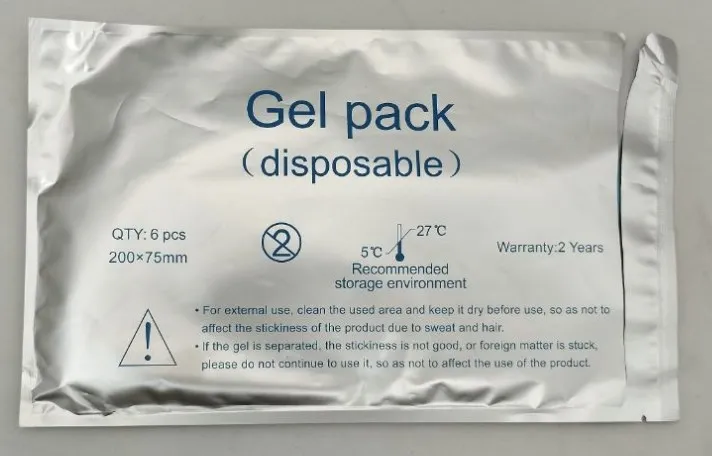 Gel pack
（disposable）
QTY: 6 pcs
200×75mm
2
27℃
5℃
Recommended
storage environment
Warranty:2 Years
!
• For external use, clean the used area and keep it dry before use, so as not to
affect the stickiness of the product due to sweat and hair.
• If the gel is separated, the stickiness is not good, or foreign matter is stuck,
please do not continue to use it, so as not to affect the use of the product.